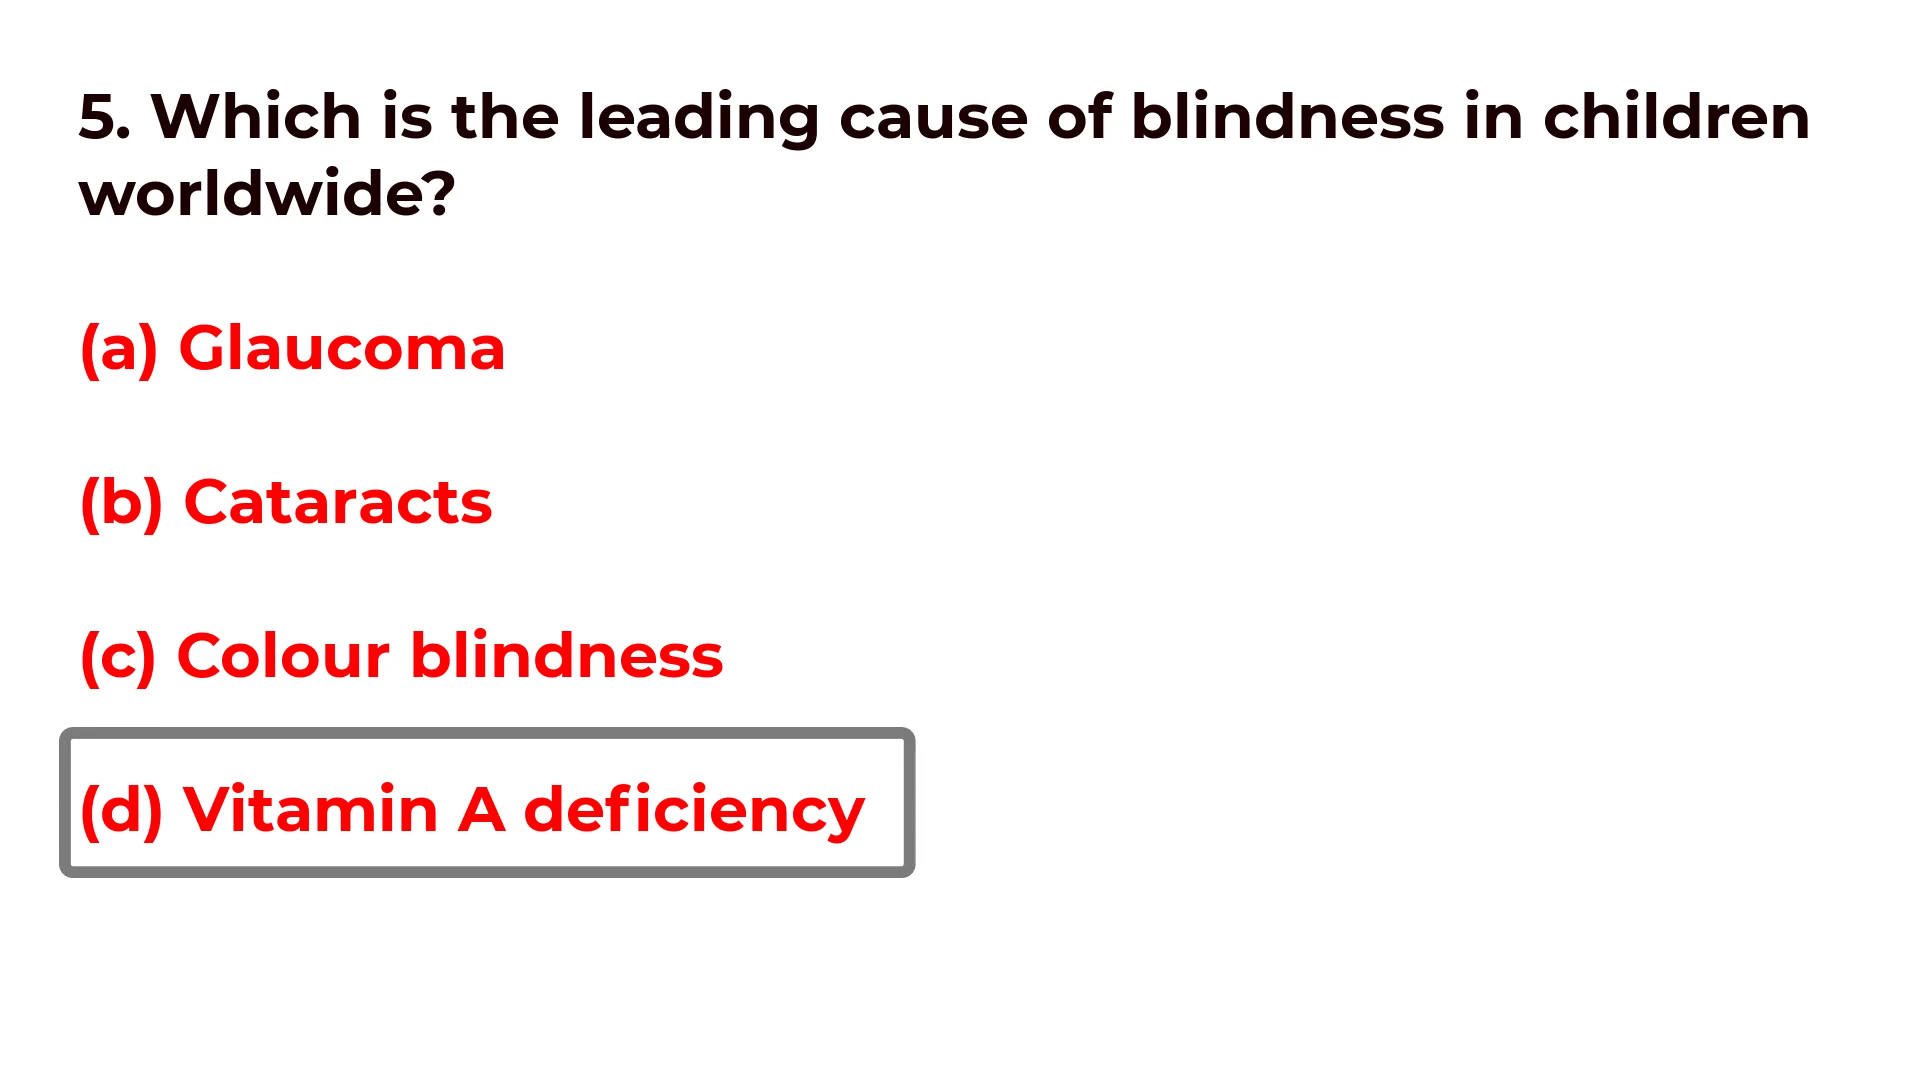 5. Which is the leading cause of blindness in children
worldwide?
(a) Glaucoma
(b) Cataracts
(c) Colour blindness
(d) Vitamin A deficiency